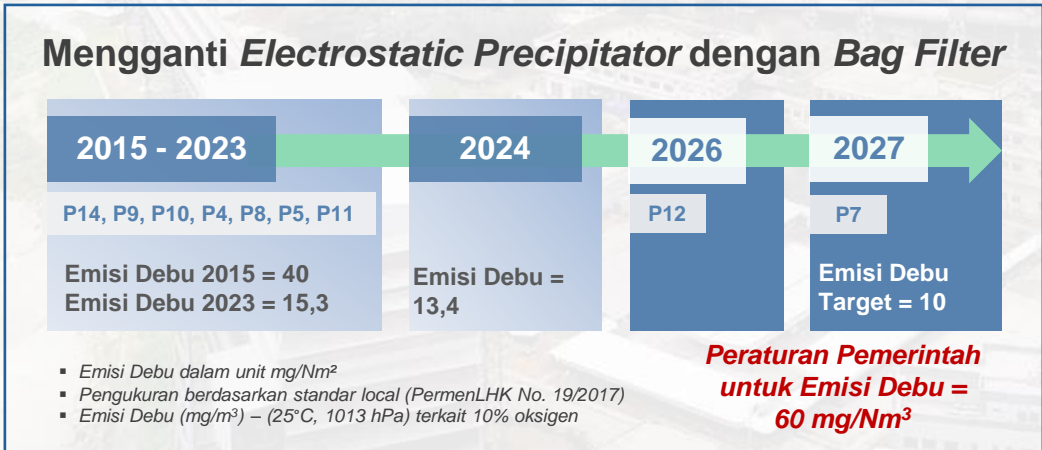 Mengganti Electrostatic Precipitator dengan Bag Filter
2015 - 2023
P14, P9, P10, P4, P8, P5, P11
Emisi Debu 2015 = 40
Emisi Debu 2023 = 15,3
2024
Emisi Debu =
13,4
2026
P12
2027
P7
Emisi Debu
Target = 10
▪ Emisi Debu dalam unit mg/Nm²
▪ Pengukuran berdasarkan standar local (PermenLHK No. 19/2017)
▪ Emisi Debu (mg/m³) – (25°C, 1013 hPa) terkait 10% oksigen
Peraturan Pemerintah
untuk Emisi Debu =
60 mg/Nm³